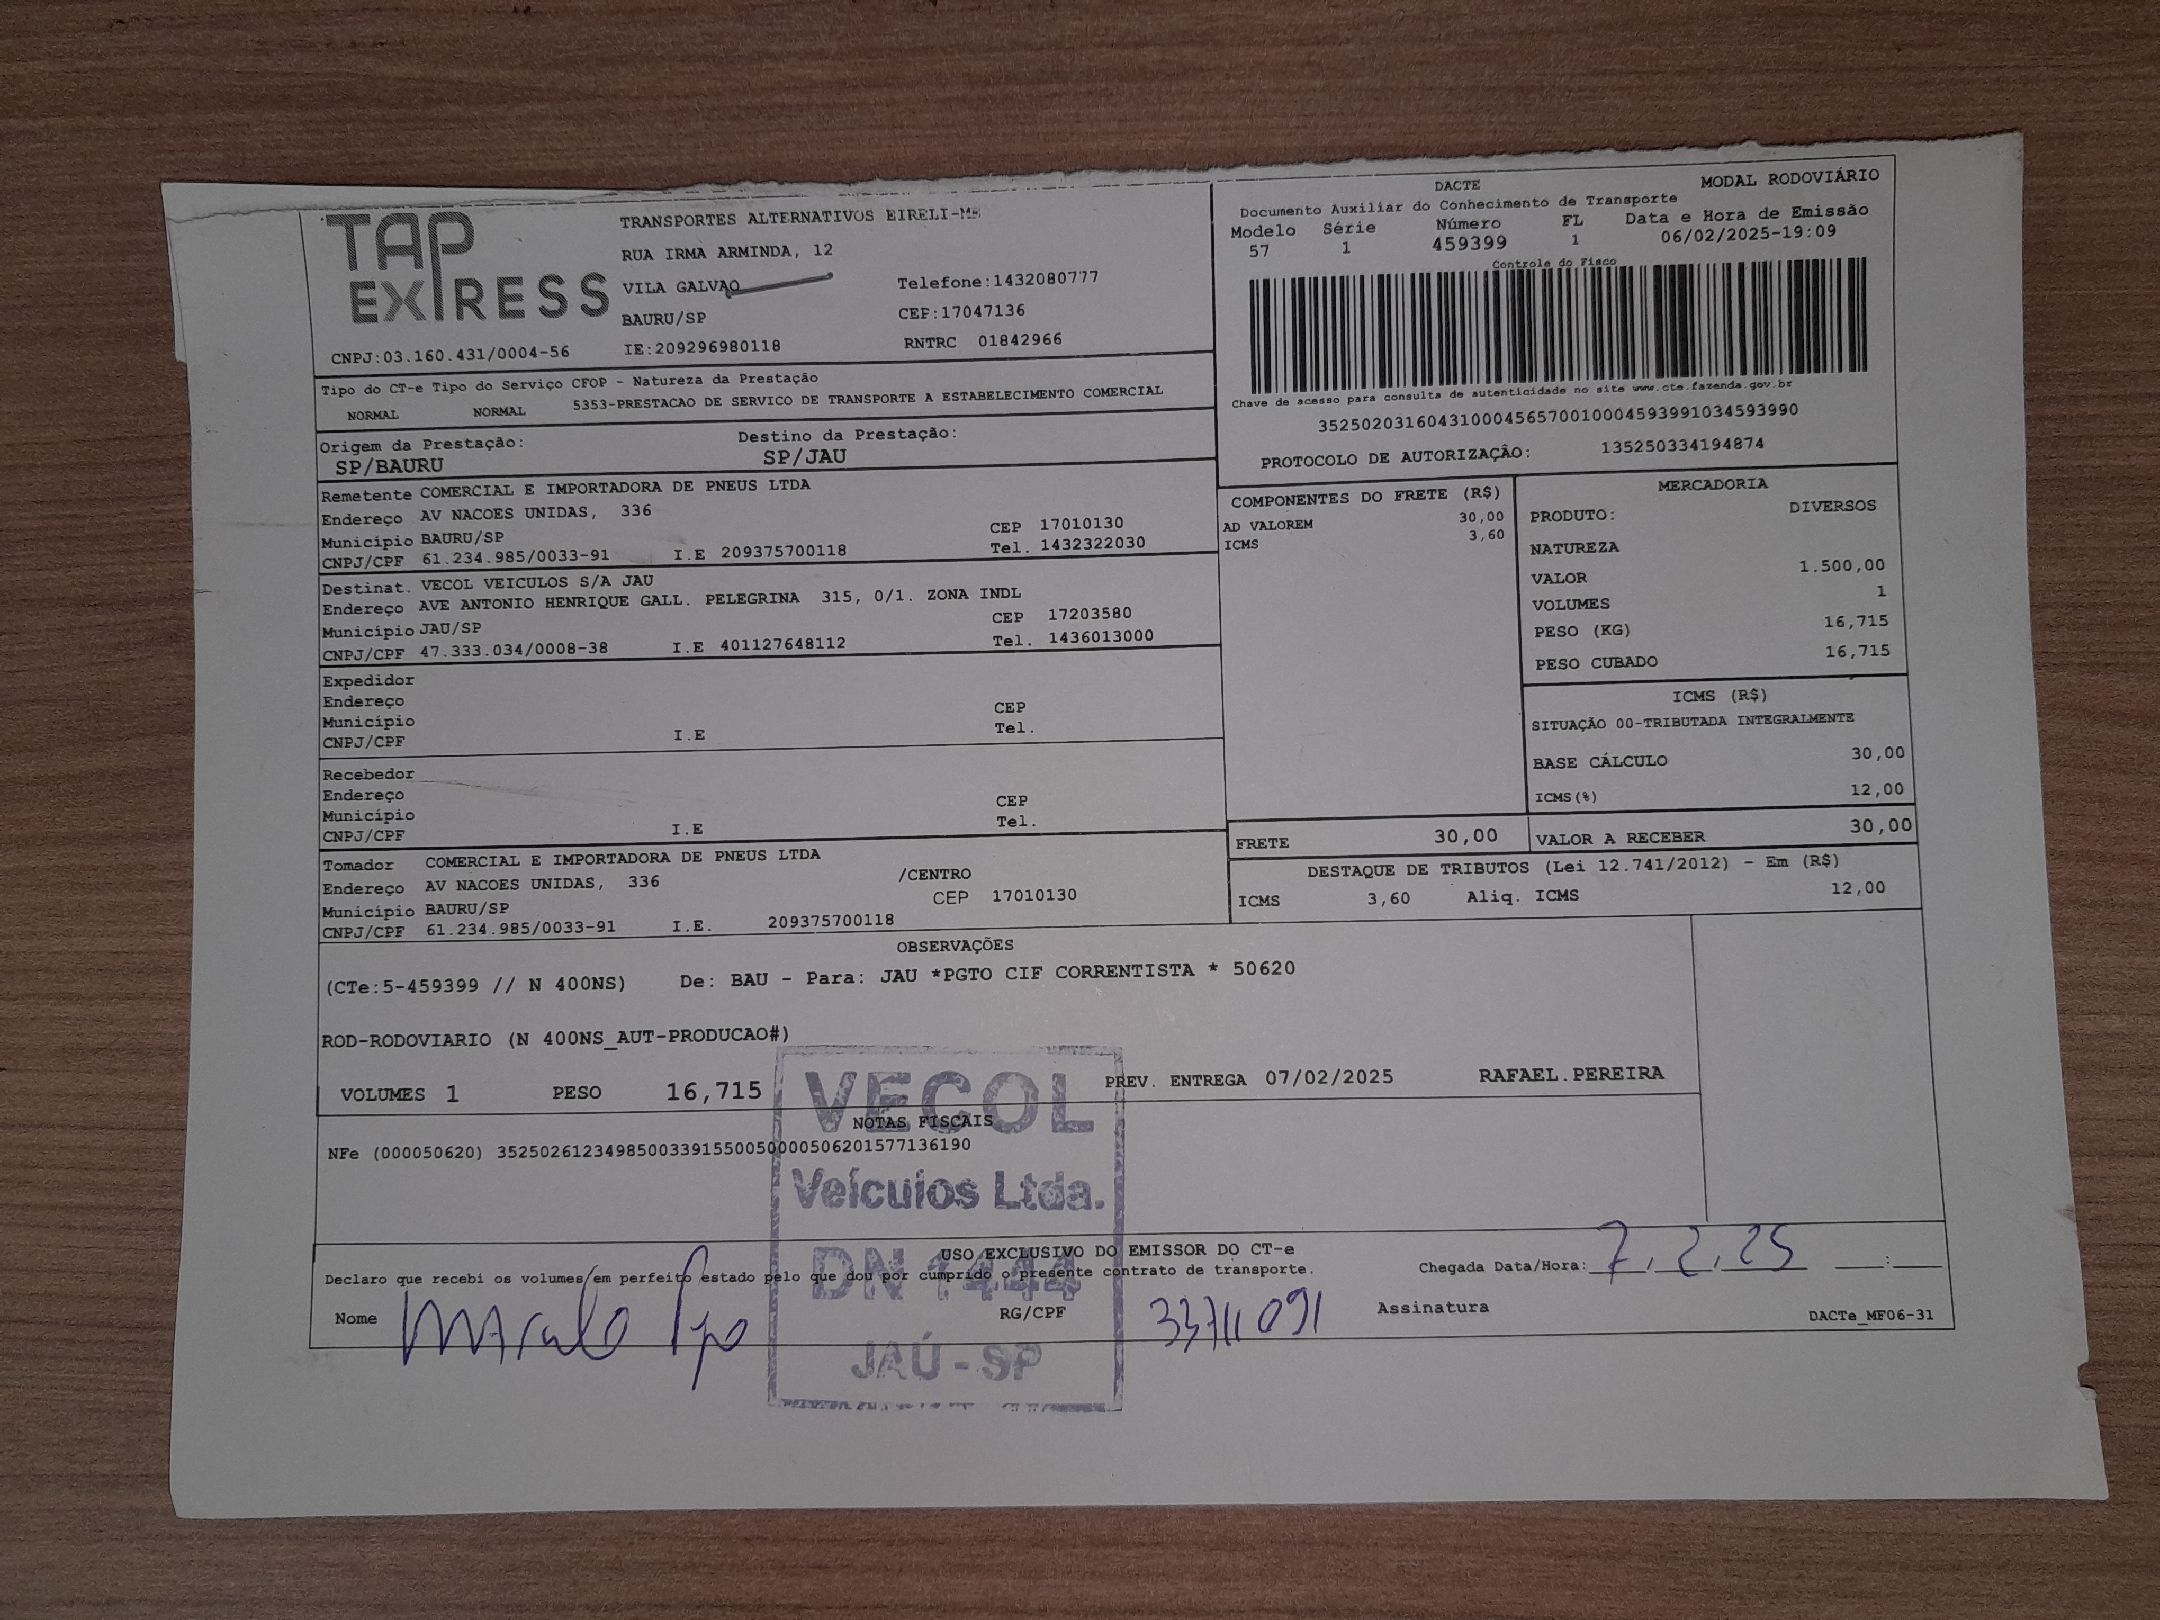 TAP
EXPRESS
TRANSPORTES ALTERNATIVOS EIRELI-ME
RUA IRMA ARMINDA, 12
VILA GALVAO
Telefone:1432080777
BAURU/SP
CEP:17047136
CNPJ:03.160.431/0004-56
IE:209296980118
RNTRC 01842966
DACTE
MODAL RODOVIÁRIO
Documento Auxiliar do Conhecimento de Transporte
Modelo Série Número FL Data e Hora de Emissão
57 1 459399 1 06/02/2025-19:09
Controle do Fisco
Chave de acesso para consulta de autenticidade no site www.cte.fazenda.gov.br
35250203160431000456570010004593991034593990
PROTOCOLO DE AUTORIZAÇÃO: 135250334194874
Tipo do CT-e Tipo do Serviço CFOP - Natureza da Prestação
NORMAL NORMAL 5353-PRESTACAO DE SERVICO DE TRANSPORTE A ESTABELECIMENTO COMERCIAL
Origem da Prestação: Destino da Prestação:
SP/BAURU SP/JAU
Remetente COMERCIAL E IMPORTADORA DE PNEUS LTDA
Endereço AV NACOES UNIDAS, 336
CEP 17010130
Município BAURU/SP
Tel. 1432322030
CNPJ/CPF 61.234.985/0033-91 I.E 209375700118
Destinat. VECOL VEICULOS S/A JAU
Endereço AVE ANTONIO HENRIQUE GALL. PELEGRINA 315, 0/1. ZONA INDL
CEP 17203580
Município JAU/SP
Tel. 1436013000
CNPJ/CPF 47.333.034/0008-38 I.E 401127648112
Expedidor
Endereço
CEP
Município
Tel.
CNPJ/CPF I.E
Recebedor
Endereço
CEP
Município
Tel.
CNPJ/CPF I.E
Tomador COMERCIAL E IMPORTADORA DE PNEUS LTDA
Endereço AV NACOES UNIDAS, 336 /CENTRO
CEP 17010130
Município BAURU/SP
CNPJ/CPF 61.234.985/0033-91 I.E. 209375700118
COMPONENTES DO FRETE (R$)
AD VALOREM 30,00
ICMS 3,60
MERCADORIA
PRODUTO: DIVERSOS
NATUREZA
VALOR 1.500,00
VOLUMES 1
PESO (KG) 16,715
PESO CUBADO 16,715
ICMS (R$)
SITUAÇÃO 00-TRIBUTADA INTEGRALMENTE
BASE CÁLCULO 30,00
ICMS(%) 12,00
FRETE 30,00 VALOR A RECEBER 30,00
DESTAQUE DE TRIBUTOS (Lei 12.741/2012) - Em (R$)
ICMS 3,60 Aliq. ICMS 12,00
OBSERVAÇÕES
(CTe:5-459399 // N 400NS) De: BAU - Para: JAU *PGTO CIF CORRENTISTA * 50620
ROD-RODOVIARIO (N 400NS_AUT-PRODUCAO#)
VOLUMES 1 PESO 16,715 PREV. ENTREGA 07/02/2025 RAFAEL.PEREIRA
NOTAS FISCAIS
NFe (000050620) 35250261234985003391550050000506201577136190
VECOL
Veículos Ltda.
DN 1444
JAÚ - SP
USO EXCLUSIVO DO EMISSOR DO CT-e
Declaro que recebi os volumes em perfeito estado pelo que dou por cumprido o presente contrato de transporte.
Chegada Data/Hora: 7.2.25 :
Nome
RG/CPF 33711091
Assinatura
DACTe_MF06-31